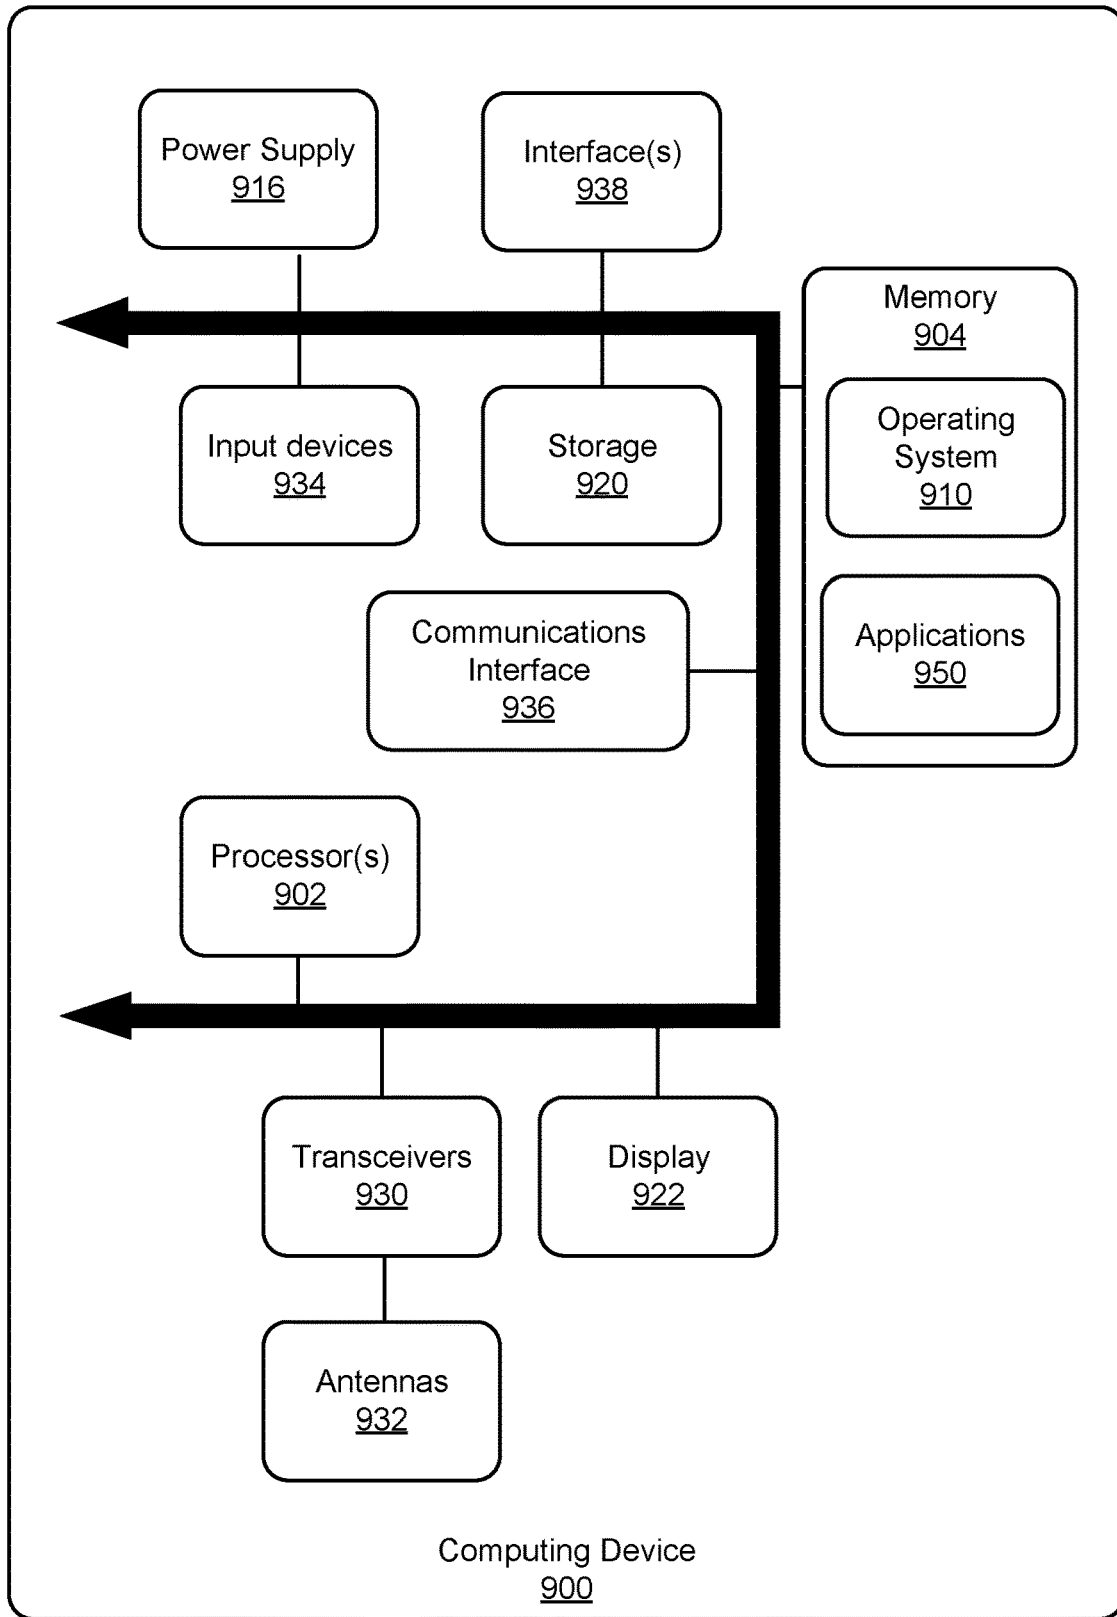 Power Supply
916
Interface(s)
938
Memory
904
Input devices
934
Storage
920
Operating
System
910
Communications
Interface
936
Applications
950
Processor(s)
902
Transceivers
930
Display
922
Antennas
932
Computing Device
900